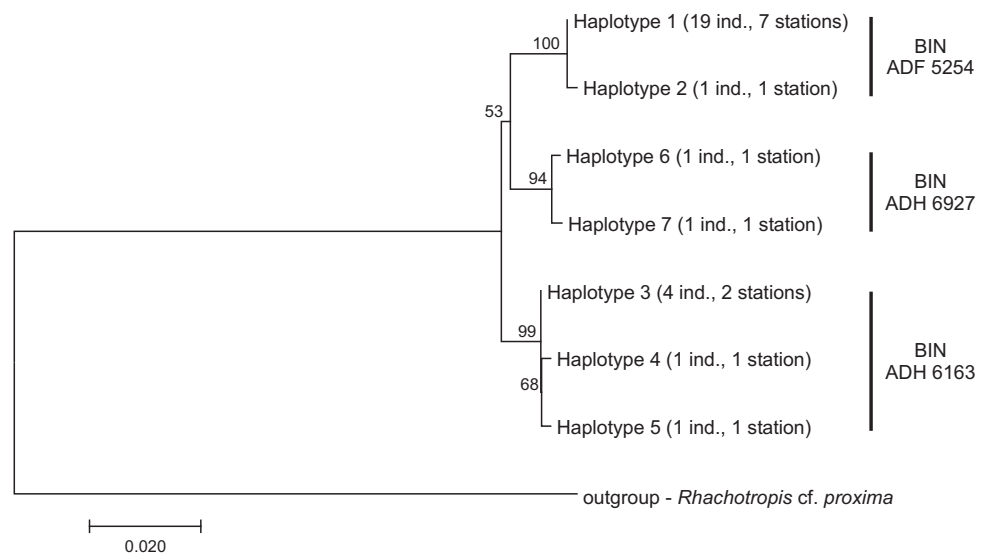 Haplotype 1 (19 ind., 7 stations)
100
BIN
ADF 5254
Haplotype 2 (1 ind., 1 station)
53
Haplotype 6 (1 ind., 1 station)
94
BIN
ADH 6927
Haplotype 7 (1 ind., 1 station)
Haplotype 3 (4 ind., 2 stations)
99
BIN
ADH 6163
Haplotype 4 (1 ind., 1 station)
68
Haplotype 5 (1 ind., 1 station)
outgroup - Rhachotropis cf. proxima
0.020